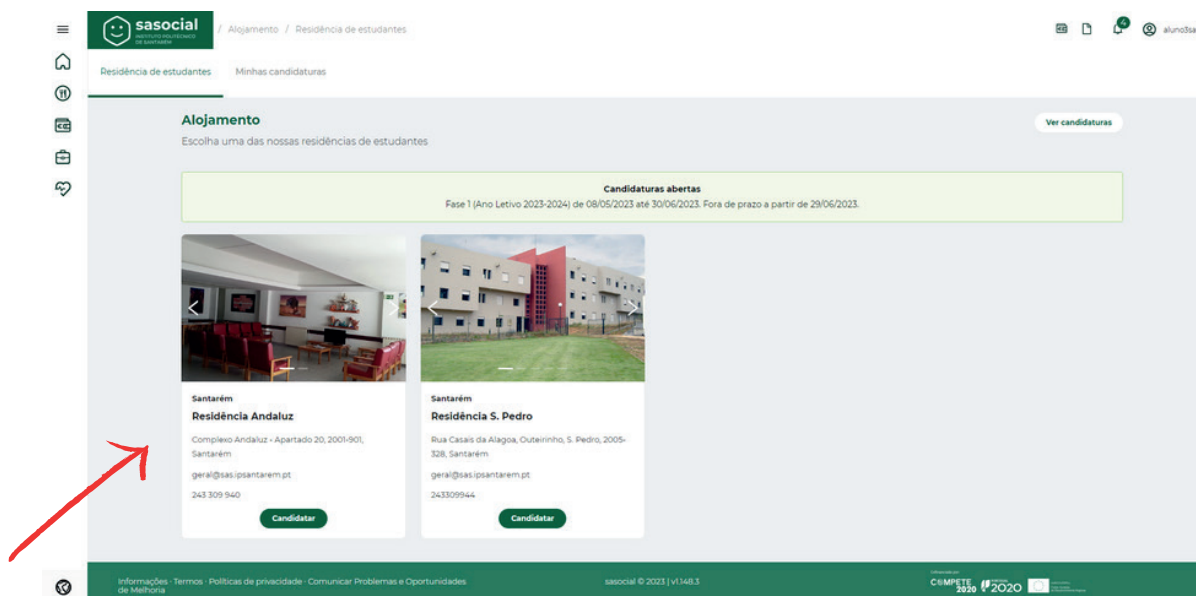 sasocial
INSTITUTO POLITÉCNICO
DE SANTARÉM
/ Alojamento / Residência de estudantes
4
aluno3sa
Residência de estudantes
Minhas candidaturas
Alojamento
Ver candidaturas
Escolha uma das nossas residências de estudantes
Candidaturas abertas
Fase 1 (Ano Letivo 2023-2024) de 08/05/2023 até 30/06/2023. Fora de prazo a partir de 29/06/2023.
Santarém
Residência Andaluz
Complexo Andaluz - Apartado 20, 2001-901,
Santarém
geral@sas.ipsantarem.pt
243 309 940
Candidatar
Santarém
Residência S. Pedro
Rua Casais da Alagoa, Outeirinho, S. Pedro, 2005-
328, Santarém
geral@sas.ipsantarem.pt
243309944
Candidatar
Informações · Termos · Políticas de privacidade · Comunicar Problemas e Oportunidades
de Melhoria
sasocial © 2023 | v1.148.3
COMPETE
2020
2020